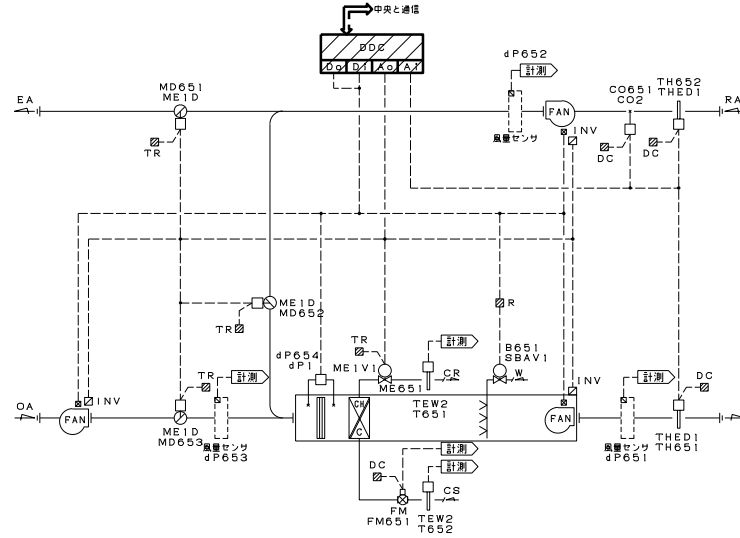 中央と通信
DDC
Do Di Ao Ai
dP652
計測
EA
MD651
ME1D
TR
風量センサ
FAN
INV
CO651
CO2
DC
TH652
THED1
DC
RA
ME1D
MD652
TR
R
TR
ME1V1
ME651
計測
CR
B651
SBAV1
W
dP654
dP1
INV
OA
FAN
INV
TR
ME1D
MD653
計測
風量センサ
dP653
CH
C
TEW2
T651
FAN
計測
風量センサ
dP651
DC
THED1
TH651
計測
計測
DC
FM
FM651
CS
TEW2
T652